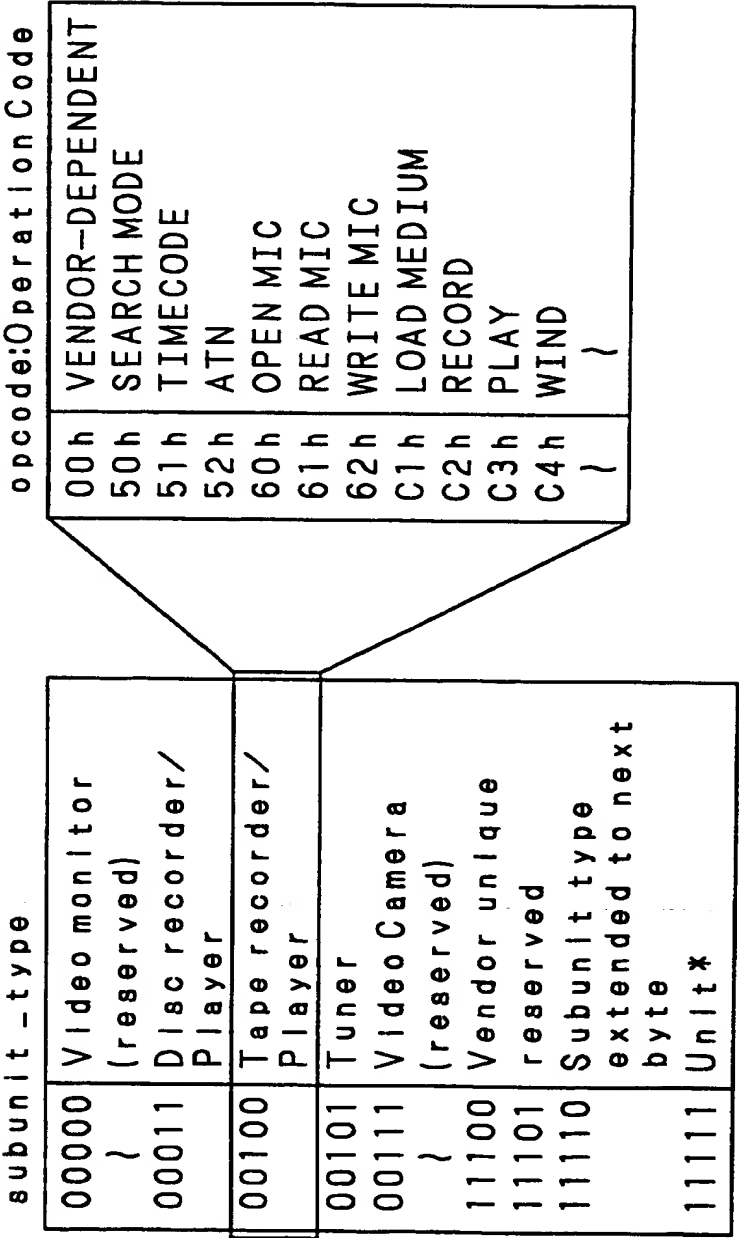 subunit_type
00000 Video monitor
~ (reserved)
00011 Disc recorder/
Player
00100 Tape recorder/
Player
00101 Tuner
00111 Video Camera
~ (reserved)
11100 Vendor unique
11101 reserved
11110 Subunit type
extended to next
byte
11111 Unit*
opcode:Operation Code
00h VENDOR-DEPENDENT
50h SEARCH MODE
51h TIMECODE
52h ATN
60h OPEN MIC
61h READ MIC
62h WRITE MIC
C1h LOAD MEDIUM
C2h RECORD
C3h PLAY
C4h WIND
~ ~